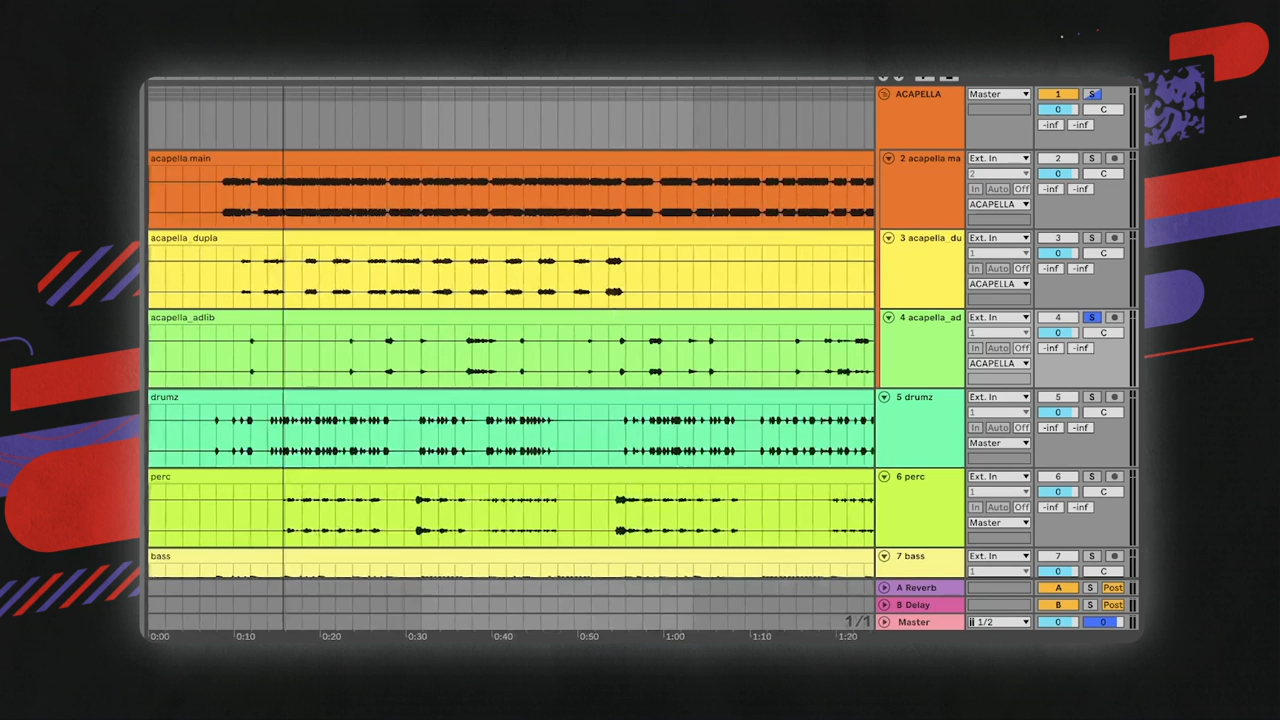 ACAPELLA Master 1 S
0 C
-inf -inf
acapella main 2 acapella ma Ext. In 2 S
2 0 C
In Auto Off -inf -inf
ACAPELLA
acapella_dupla 3 acapella_du Ext. In 3 S
1 0 C
In Auto Off -inf -inf
ACAPELLA
acapella_adlib 4 acapella_ad Ext. In 4 S
1 0 C
In Auto Off -inf -inf
ACAPELLA
drumz 5 drumz Ext. In 5 S
1 0 C
In Auto Off -inf -inf
Master
perc 6 perc Ext. In 6 S
1 0 C
In Auto Off -inf -inf
Master
bass 7 bass Ext. In 7 S
1 0 C
A Reverb A S Post
B Delay B S Post
1/1 Master 1/2 0 0
0:00 0:10 0:20 0:30 0:40 0:50 1:00 1:10 1:20